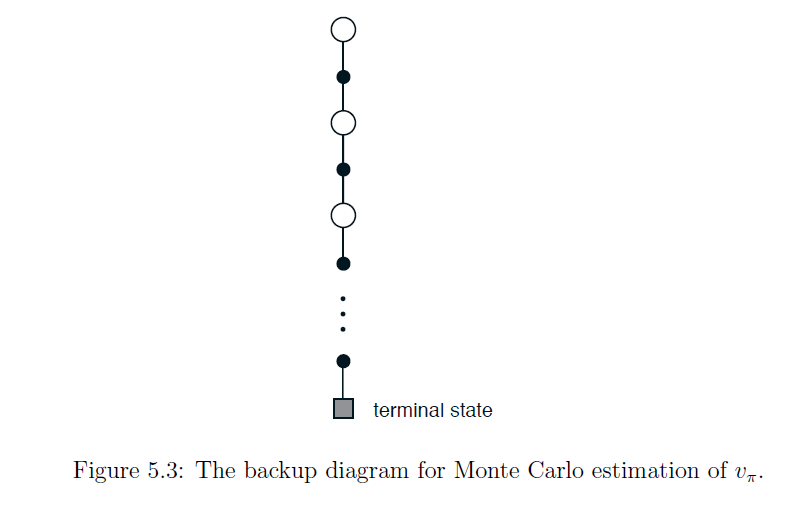 terminal state
Figure 5.3: The backup diagram for Monte Carlo estimation of vπ.